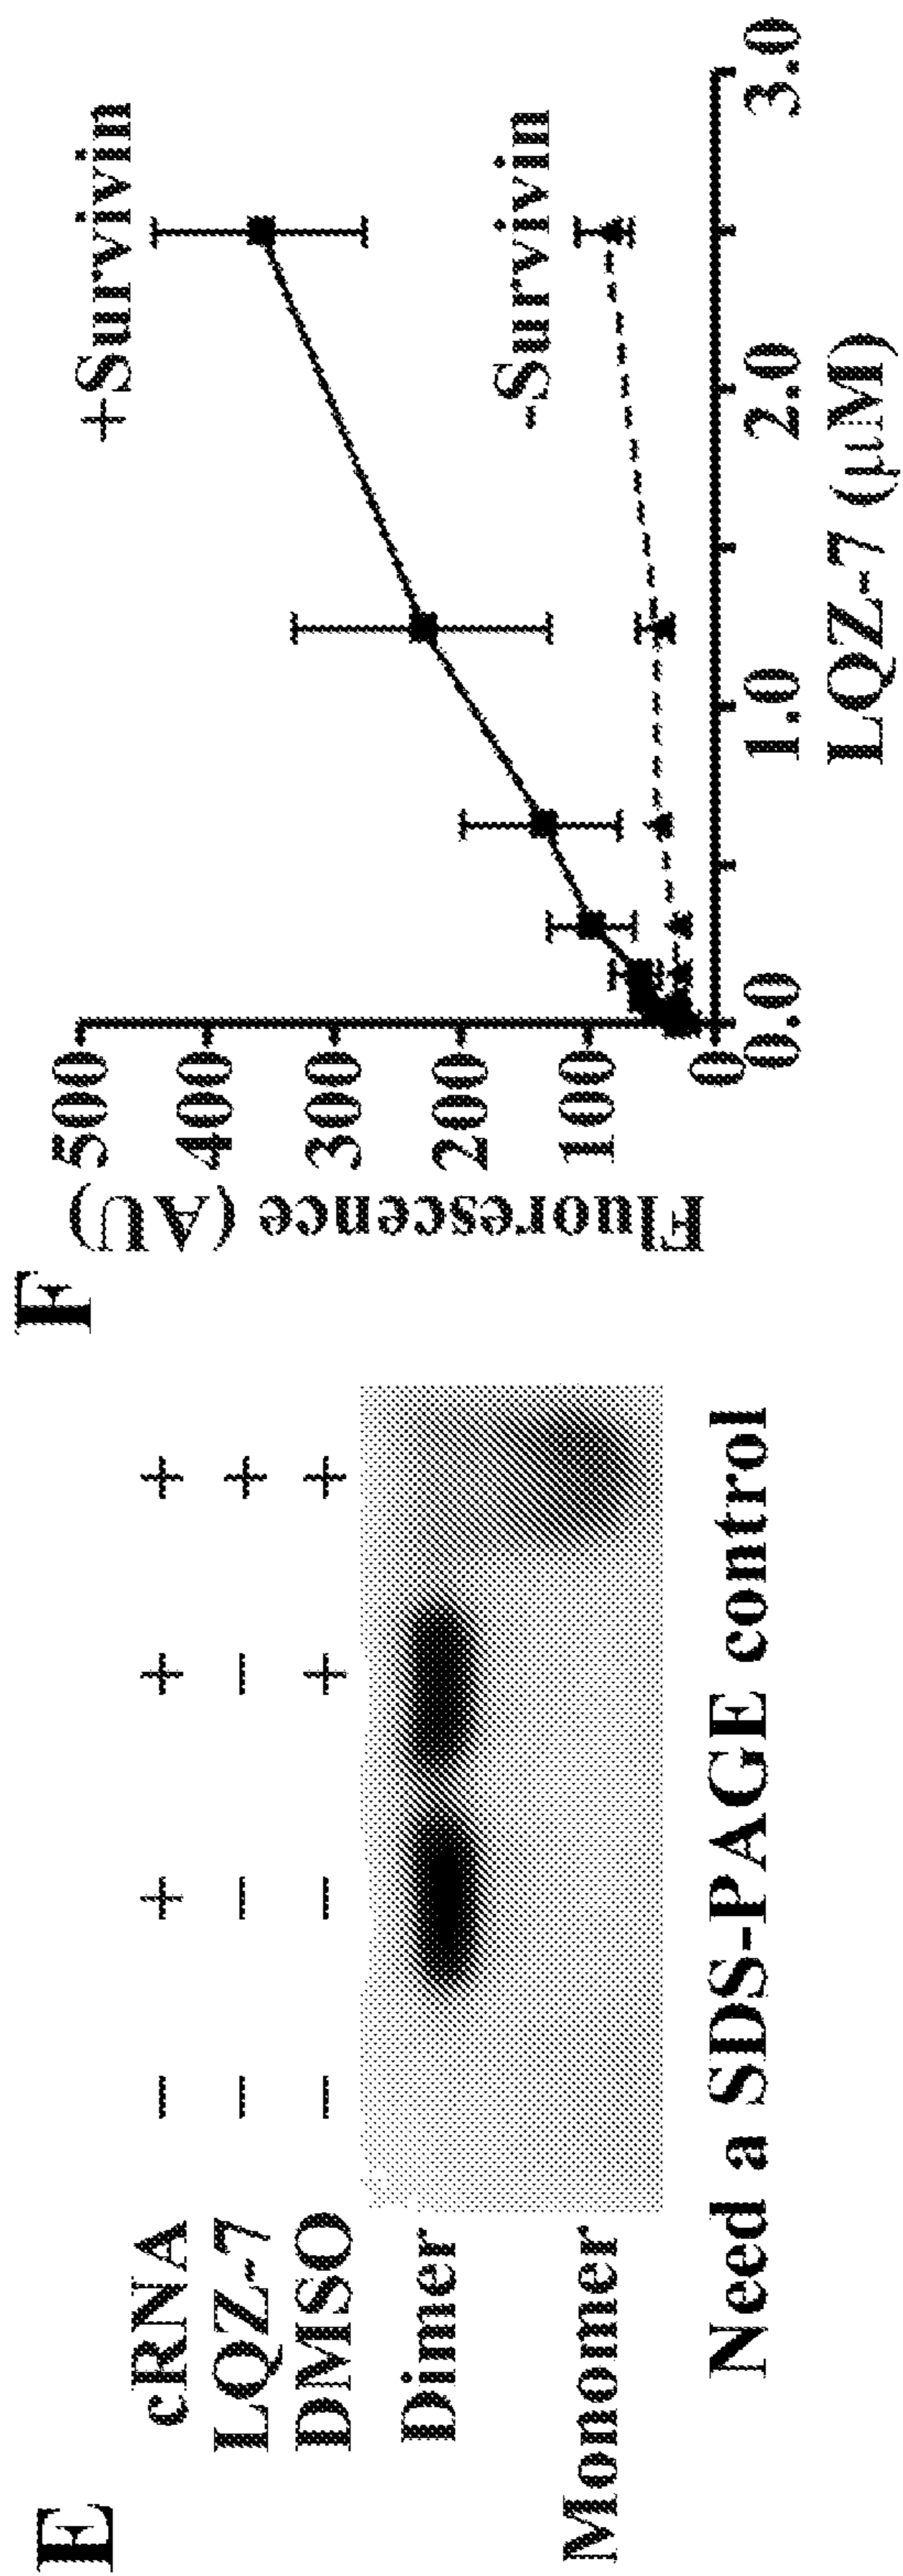 E
cRNA − + + +
LQZ-7 − − − +
DMSO − − + +
Dimer
Monomer
Need a SDS-PAGE control
F
Fluorescence (AU)
500
400
300
200
100
0
+Survivin
-Survivin
0.0 1.0 2.0 3.0
LQZ-7 (μM)